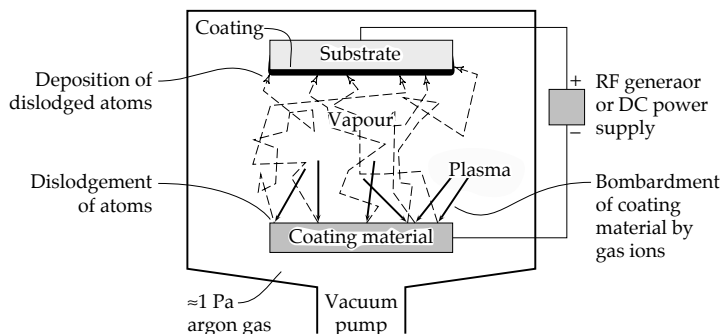 Coating
Substrate
Deposition of
dislodged atoms
Vapour
+
RF generaor
or DC power
supply
−
Plasma
Dislodgement
of atoms
Bombardment
of coating
material by
gas ions
Coating material
≈1 Pa
argon gas
Vacuum
pump